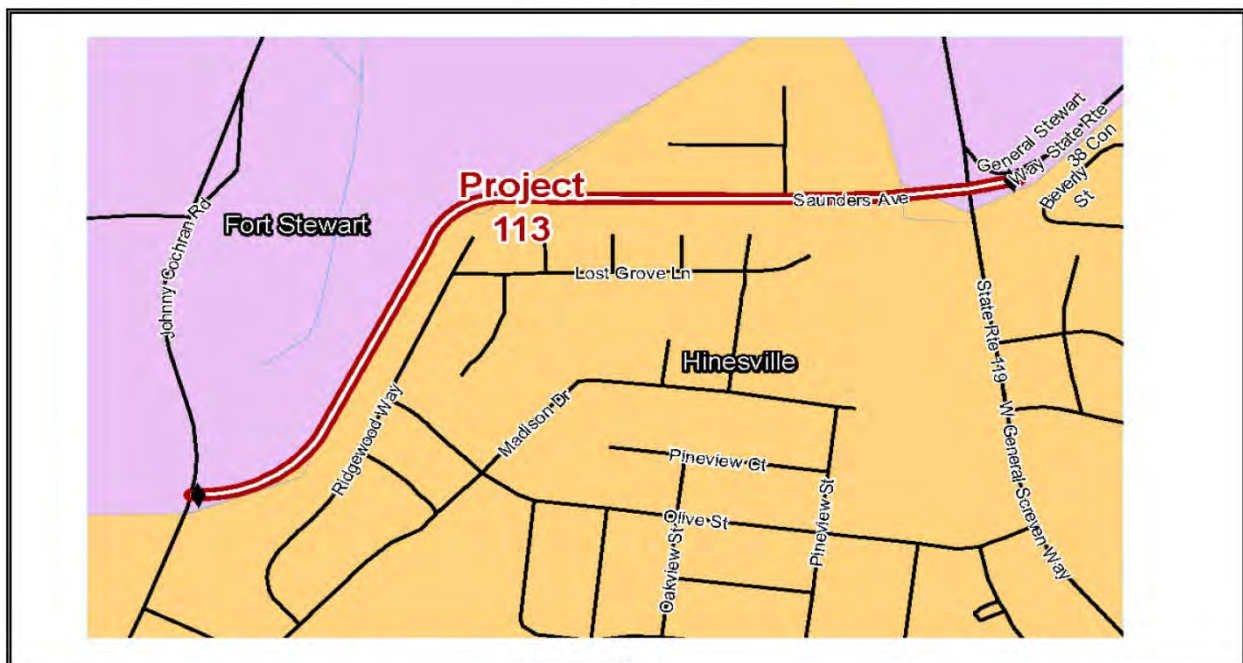 General Stewart
Way State Rte
38 Con
Beverly
St
Project
113
Saunders Ave
Fort Stewart
Johnny Cochran Rd
Lost Grove Ln
Hinesville
State Rte 119 W General Screven Way
Ridgewood Way
Madison Dr
Pineview Ct
Pineview St
Olive St
Oakview St